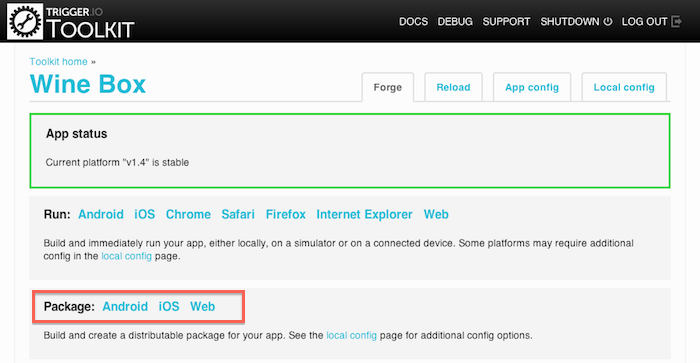 TRIGGER.IO
TOOLKIT
DOCS DEBUG SUPPORT SHUTDOWN LOG OUT
Toolkit home »
Wine Box
Forge Reload App config Local config
App status
Current platform "v1.4" is stable
Run: Android iOS Chrome Safari Firefox Internet Explorer Web
Build and immediately run your app, either locally, on a simulator or on a connected device. Some platforms may require additional
config in the local config page.
Package: Android iOS Web
Build and create a distributable package for your app. See the local config page for additional config options.